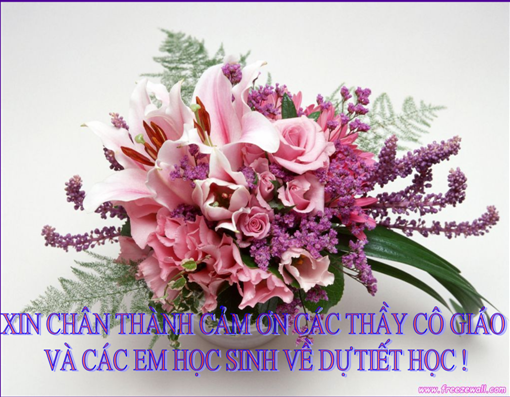 XIN CHÂN THÀNH CẢM ƠN CÁC THẦY CÔ GIÁO
VÀ CÁC EM HỌC SINH VỀ DỰ TIẾT HỌC !
www.freezewall.com